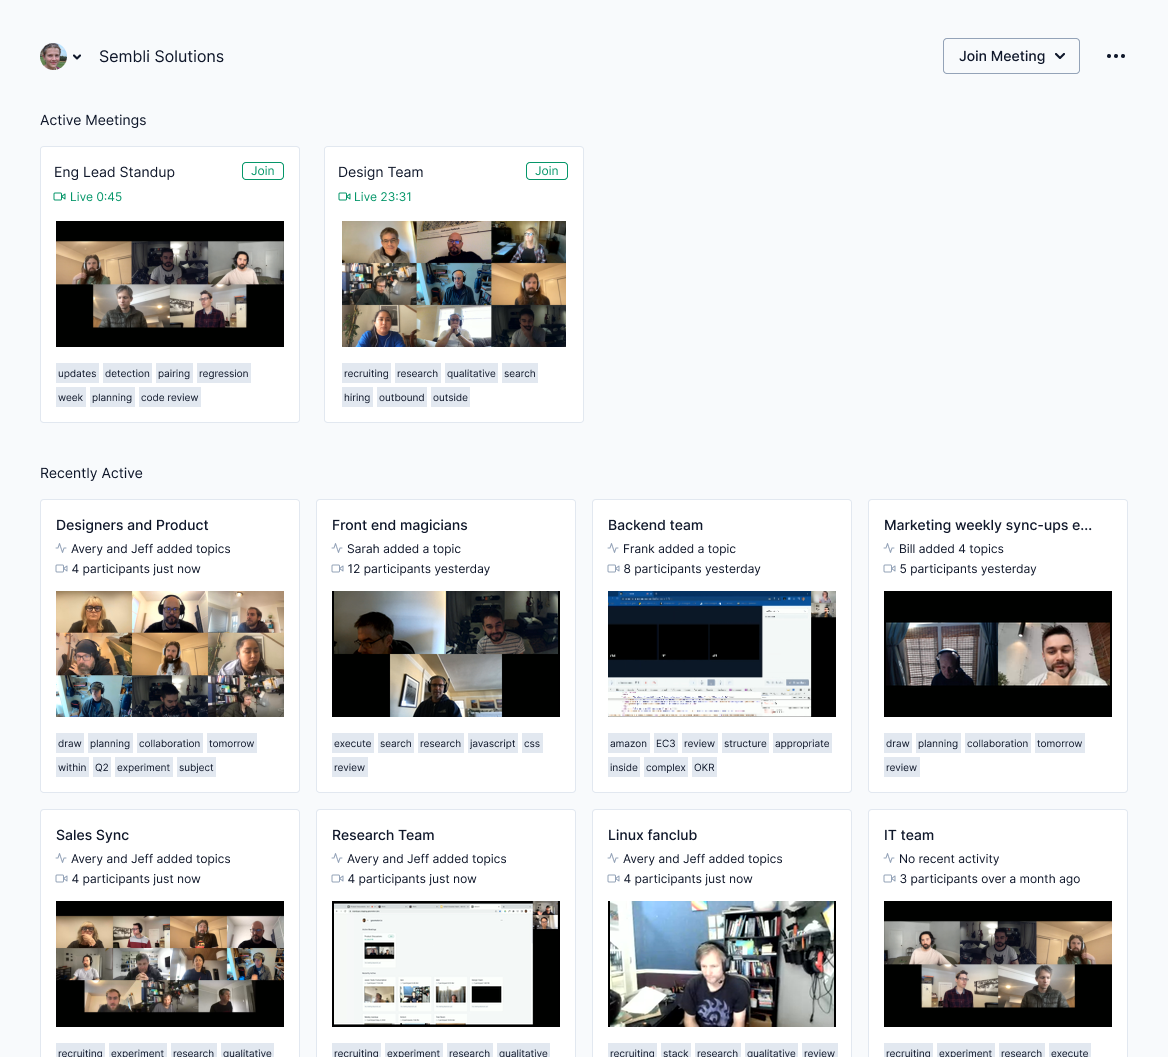 Sembli Solutions
Join Meeting
Active Meetings
Eng Lead Standup
Join
Live 0:45
updates detection pairing regression
week planning code review
Design Team
Join
Live 23:31
recruiting research qualitative search
hiring outbound outside
Recently Active
Designers and Product
Avery and Jeff added topics
4 participants just now
draw planning collaboration tomorrow
within Q2 experiment subject
Front end magicians
Sarah added a topic
12 participants yesterday
execute search research javascript css
review
Backend team
Frank added a topic
8 participants yesterday
amazon EC3 review structure appropriate
inside complex OKR
Marketing weekly sync-ups e...
Bill added 4 topics
5 participants yesterday
draw planning collaboration tomorrow
review
Sales Sync
Avery and Jeff added topics
4 participants just now
recruiting experiment research qualitative
Research Team
Avery and Jeff added topics
4 participants just now
recruiting experiment research qualitative
Linux fanclub
Avery and Jeff added topics
4 participants just now
recruiting stack research qualitative review
IT team
No recent activity
3 participants over a month ago
recruiting experiment research execute